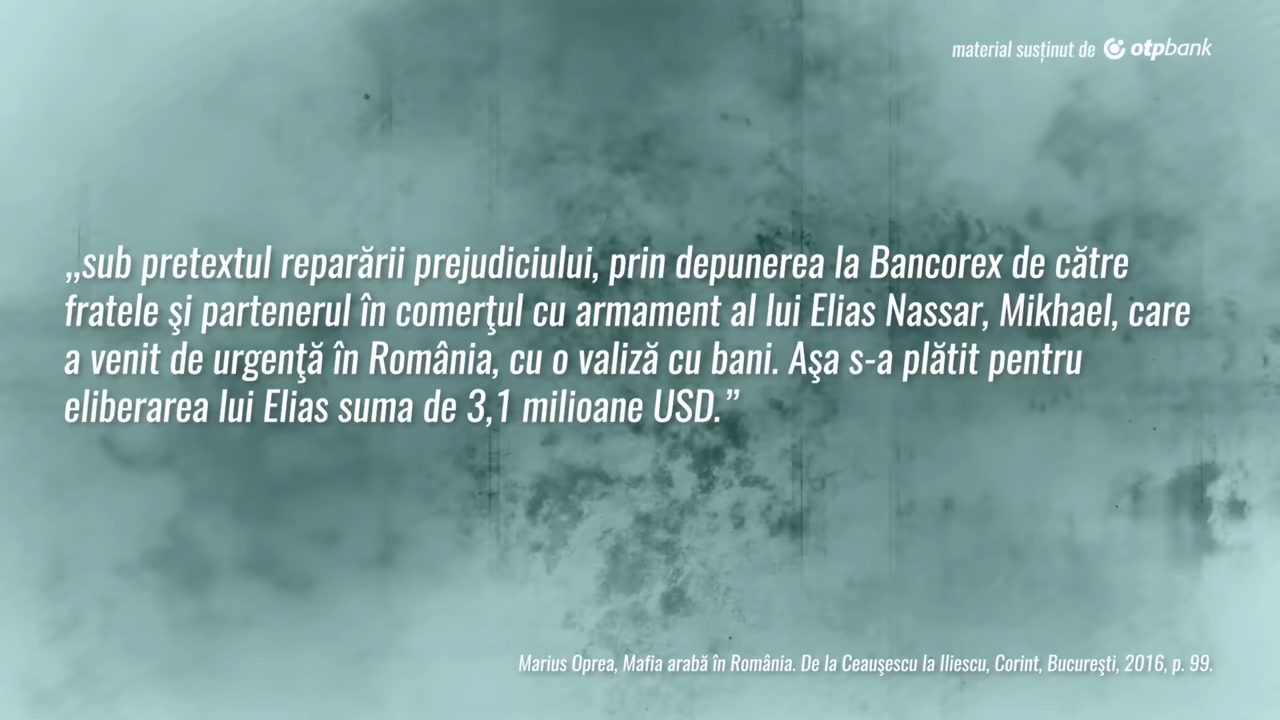 material susținut de otpbank
„sub pretextul reparării prejudiciului, prin depunerea la Bancorex de către
fratele şi partenerul în comerţul cu armament al lui Elias Nassar, Mikhael, care
a venit de urgenţă în România, cu o valiză cu bani. Aşa s-a plătit pentru
eliberarea lui Elias suma de 3,1 milioane USD.”
Marius Oprea, Mafia arabă în România. De la Ceauşescu la Iliescu, Corint, Bucureşti, 2016, p. 99.